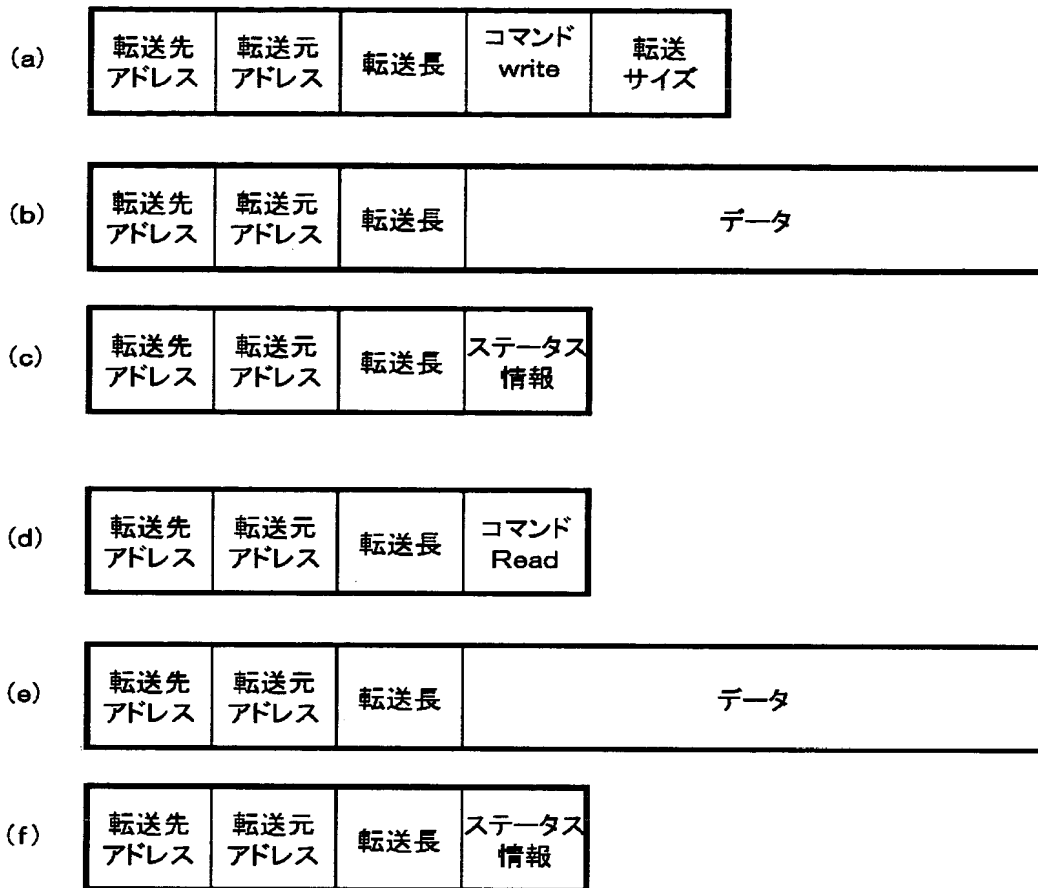 (a)
転送先
アドレス
転送元
アドレス
転送長
コマンド
write
転送
サイズ
(b)
転送先
アドレス
転送元
アドレス
転送長
データ
(c)
転送先
アドレス
転送元
アドレス
転送長
ステータス
情報
(d)
転送先
アドレス
転送元
アドレス
転送長
コマンド
Read
(e)
転送先
アドレス
転送元
アドレス
転送長
データ
(f)
転送先
アドレス
転送元
アドレス
転送長
ステータス
情報